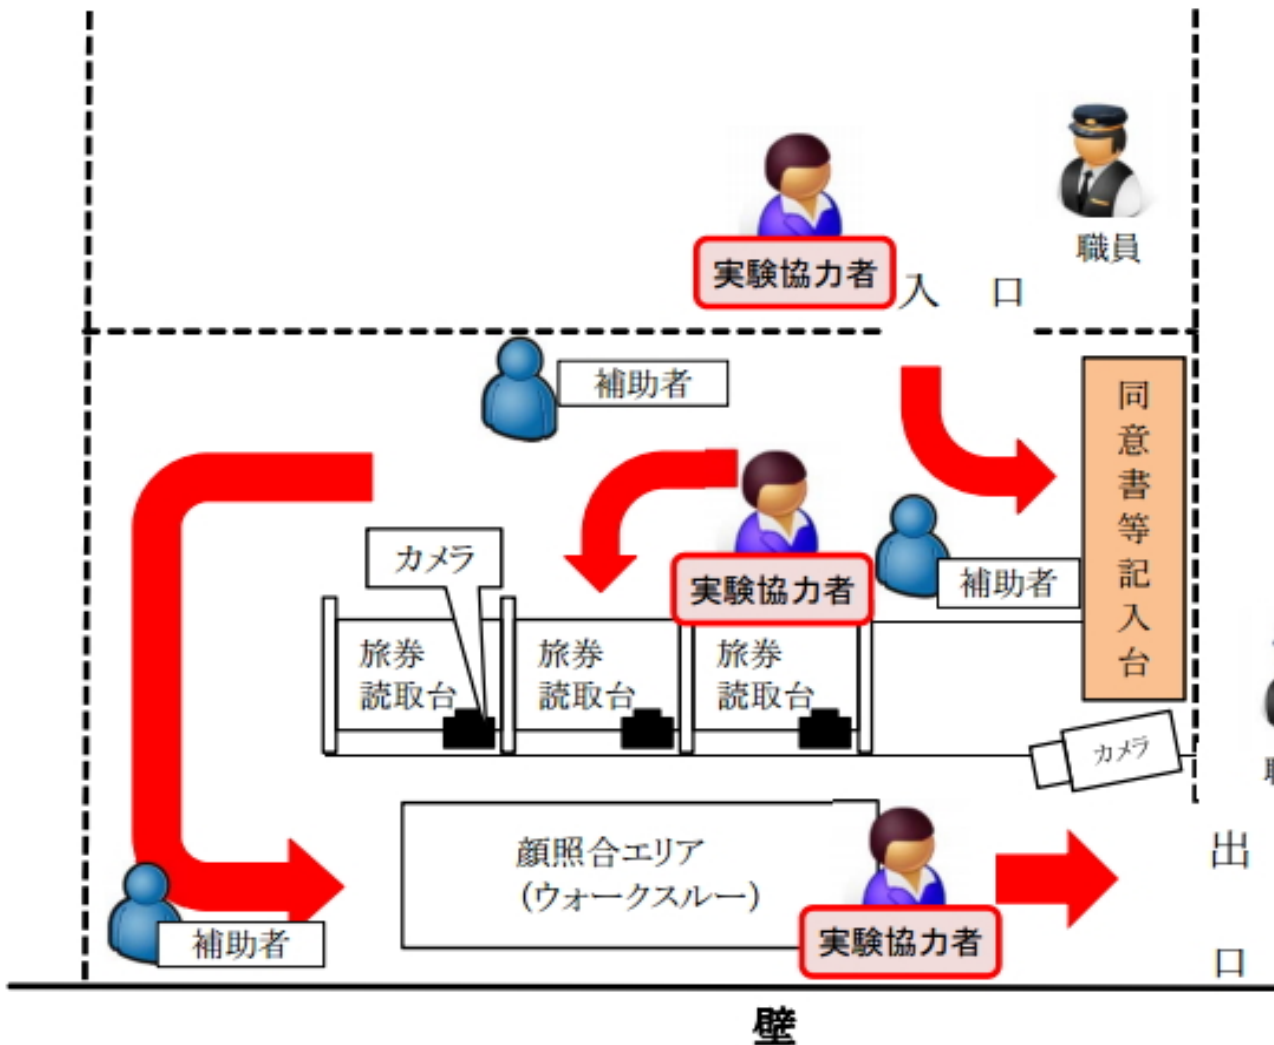 職員
実験協力者
入 口
補助者
同意書等記入台
カメラ
実験協力者
補助者
旅券
読取台
旅券
読取台
旅券
読取台
カメラ
顔照合エリア
(ウォークスルー)
実験協力者
出
口
補助者
壁